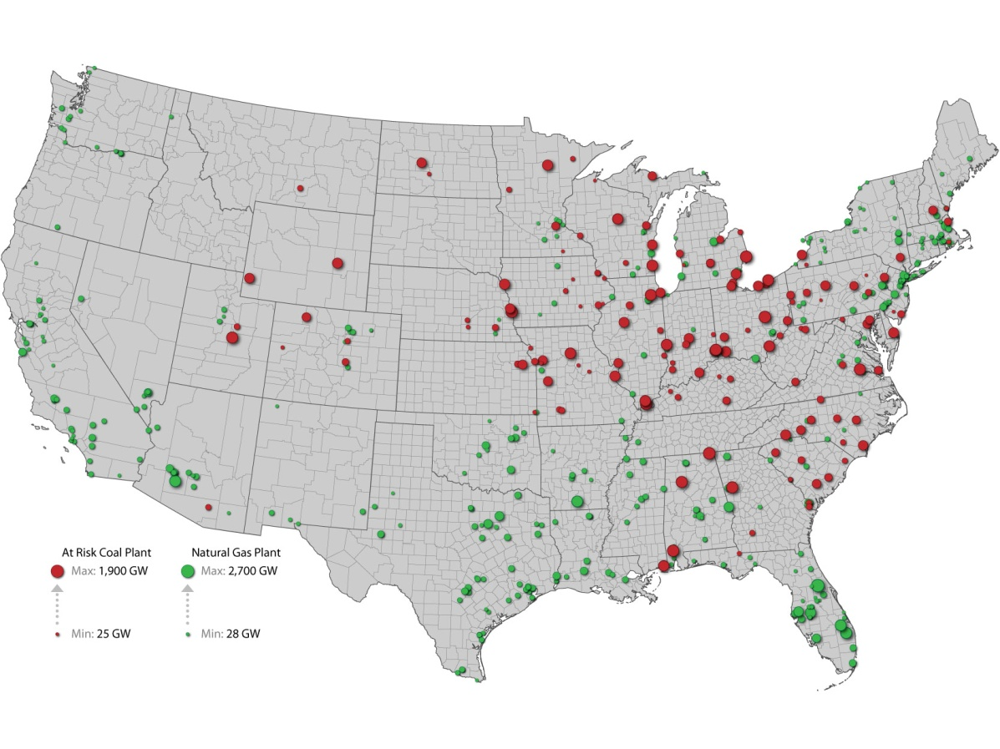 At Risk Coal Plant
Max: 1,900 GW
Min: 25 GW
Natural Gas Plant
Max: 2,700 GW
Min: 28 GW